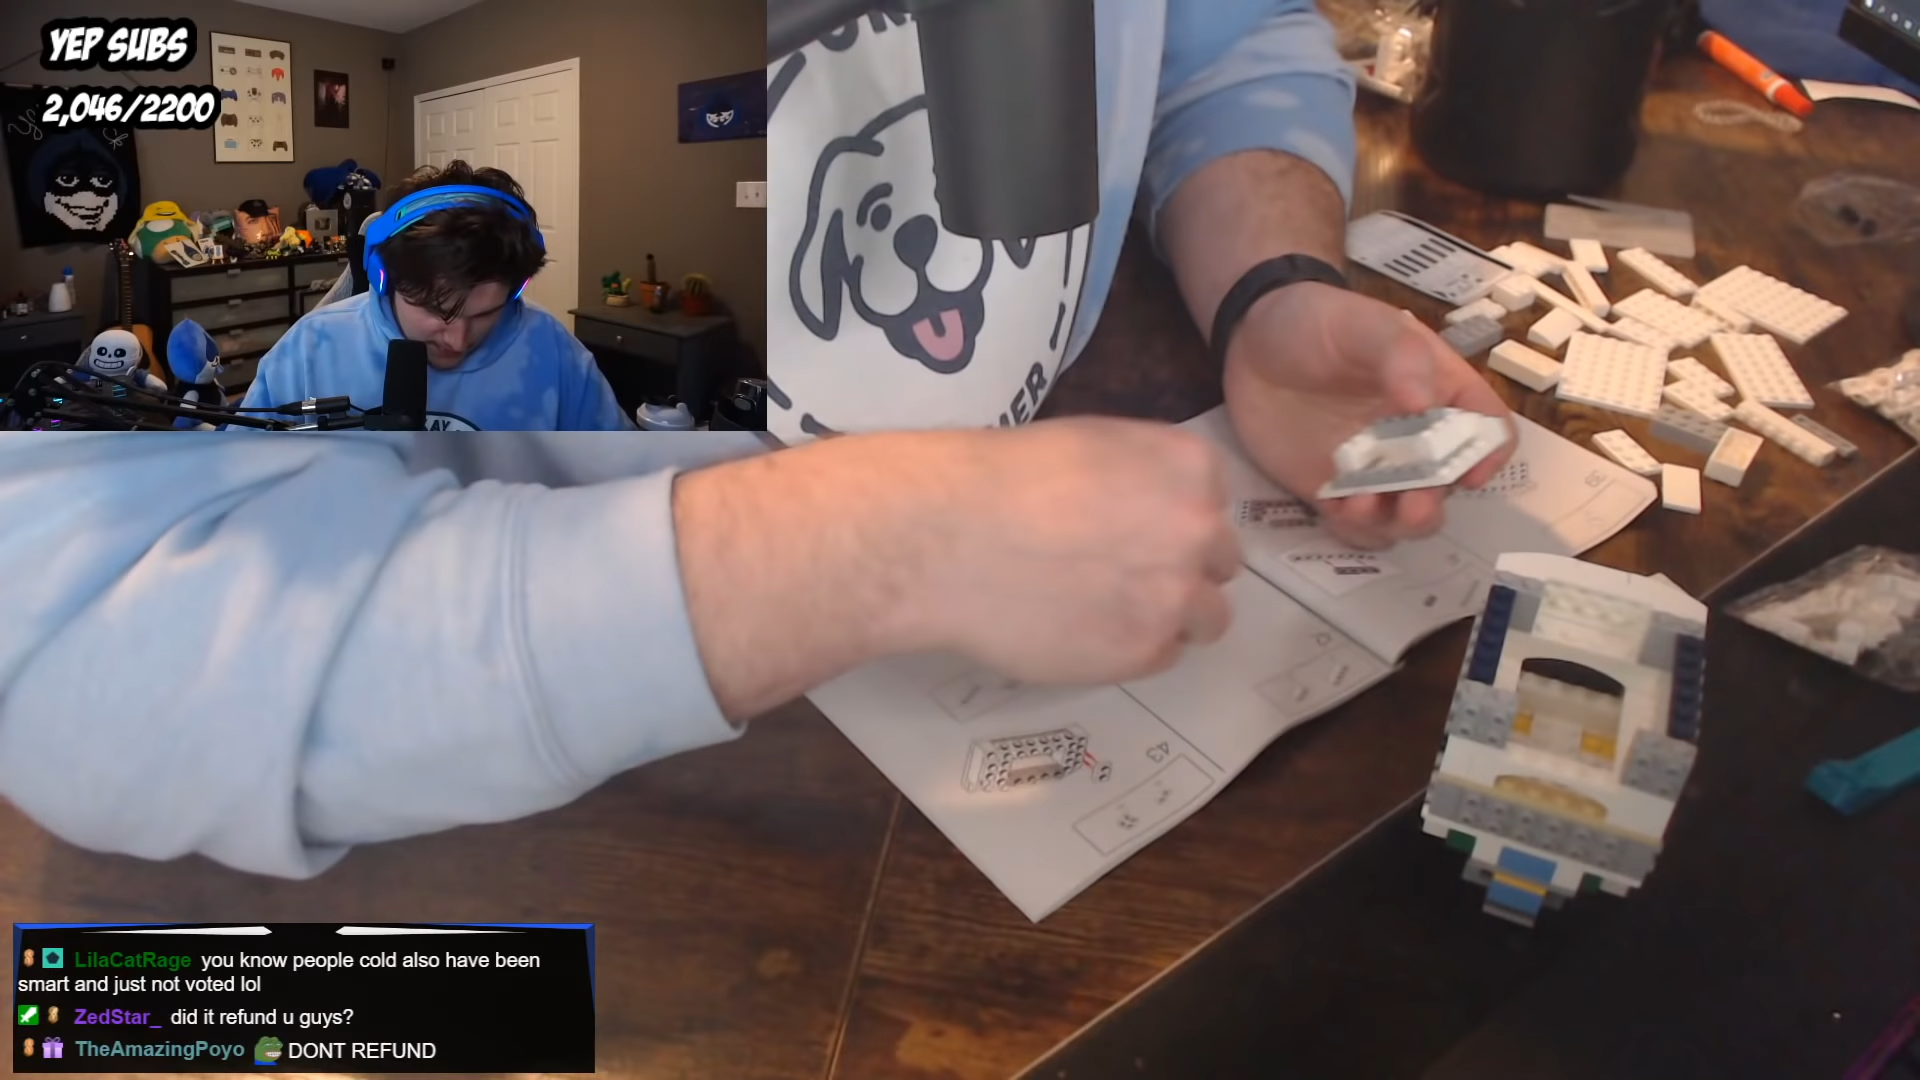 YEP SUBS
2,046/2200
LilaCatRage you know people cold also have been
smart and just not voted lol
ZedStar_ did it refund u guys?
TheAmazingPoyo DONT REFUND
43